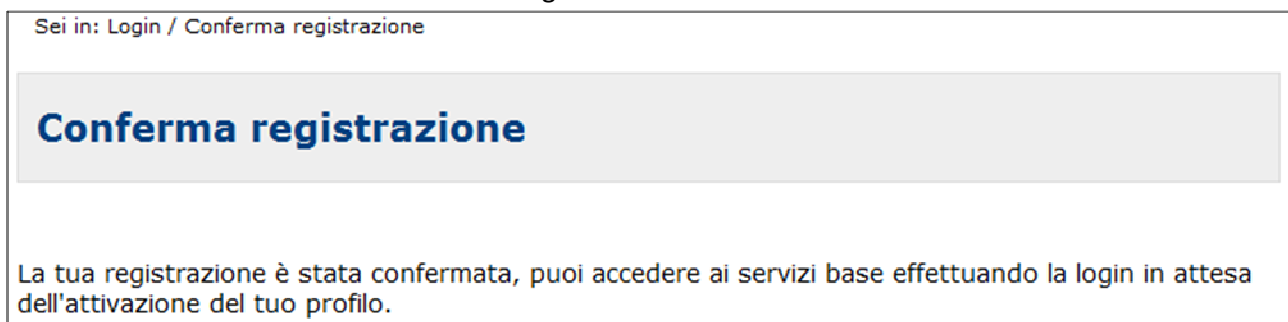 Sei in: Login / Conferma registrazione
Conferma registrazione
La tua registrazione è stata confermata, puoi accedere ai servizi base effettuando la login in attesa
dell'attivazione del tuo profilo.